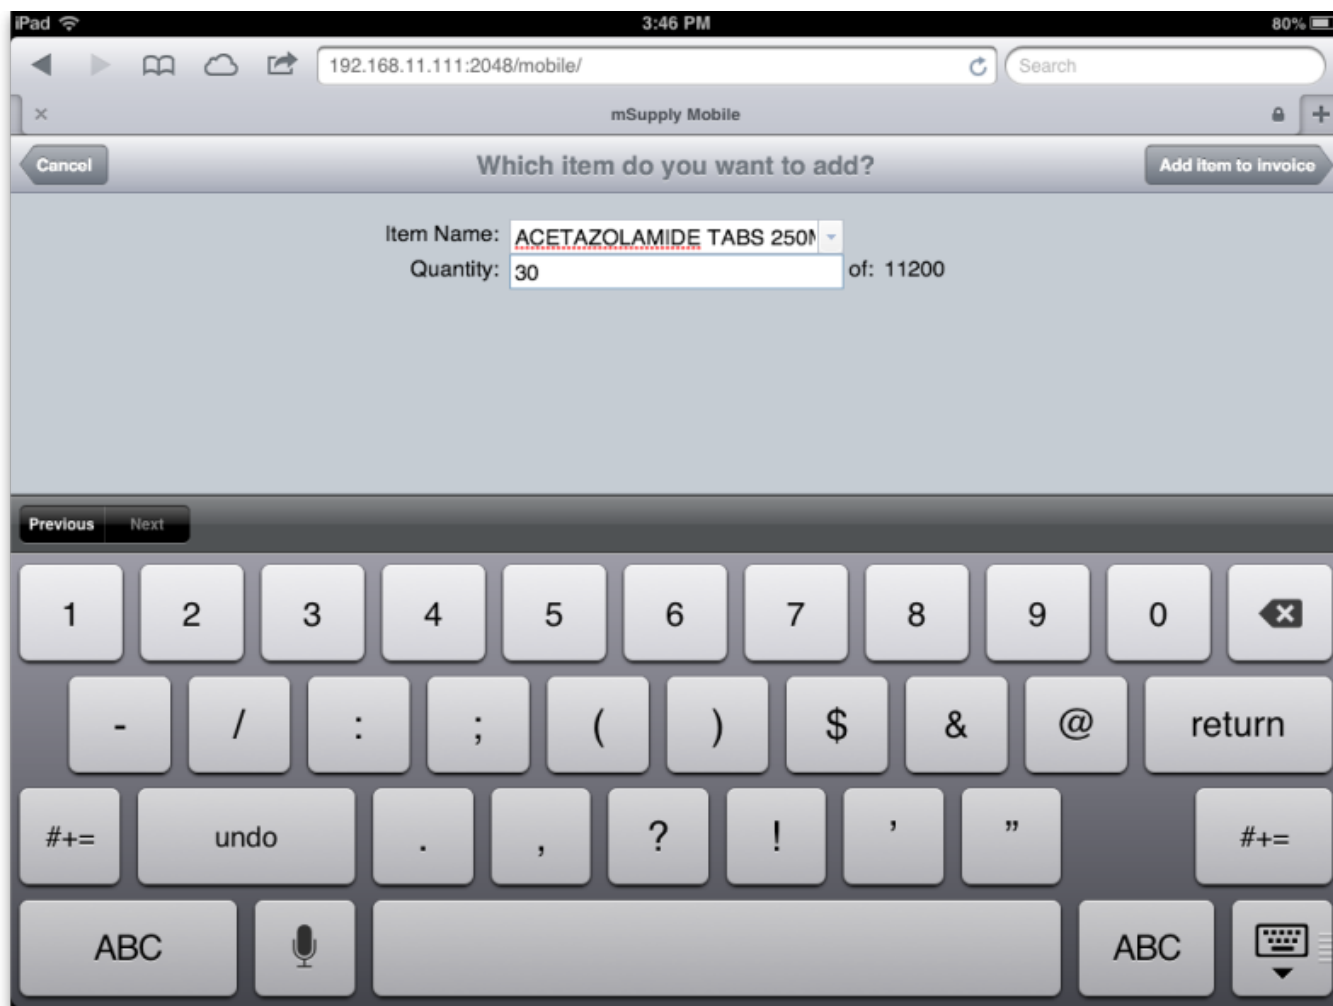 iPad 3:46 PM 80%
192.168.11.111:2048/mobile/ Search
× mSupply Mobile +
Cancel Which item do you want to add? Add item to invoice
Item Name: ACETAZOLAMIDE TABS 250M
Quantity: 30 of: 11200
Previous Next
1 2 3 4 5 6 7 8 9 0
- / : ; ( ) $ & @ return
#+= undo . , ? ! ’ ” #+=
ABC ABC